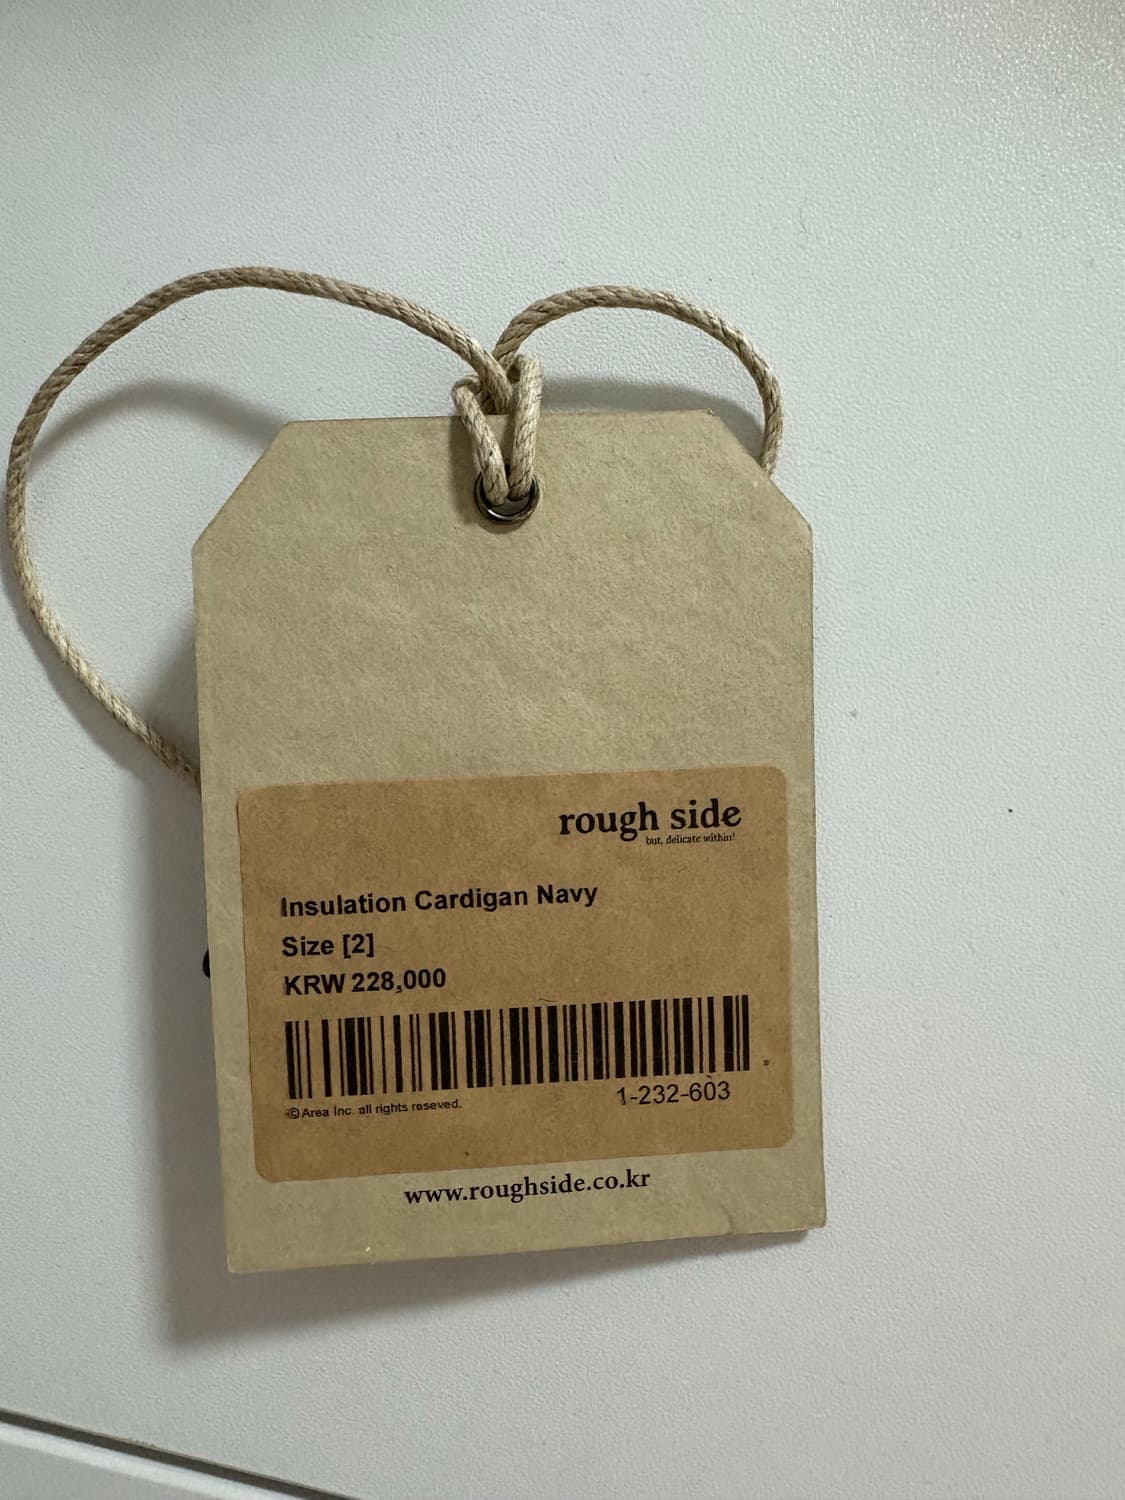 rough side
but, delicate within!
Insulation Cardigan Navy
Size [2]
KRW 228,000
1-232-603
© Area Inc. all rights reseved.
www.roughside.co.kr